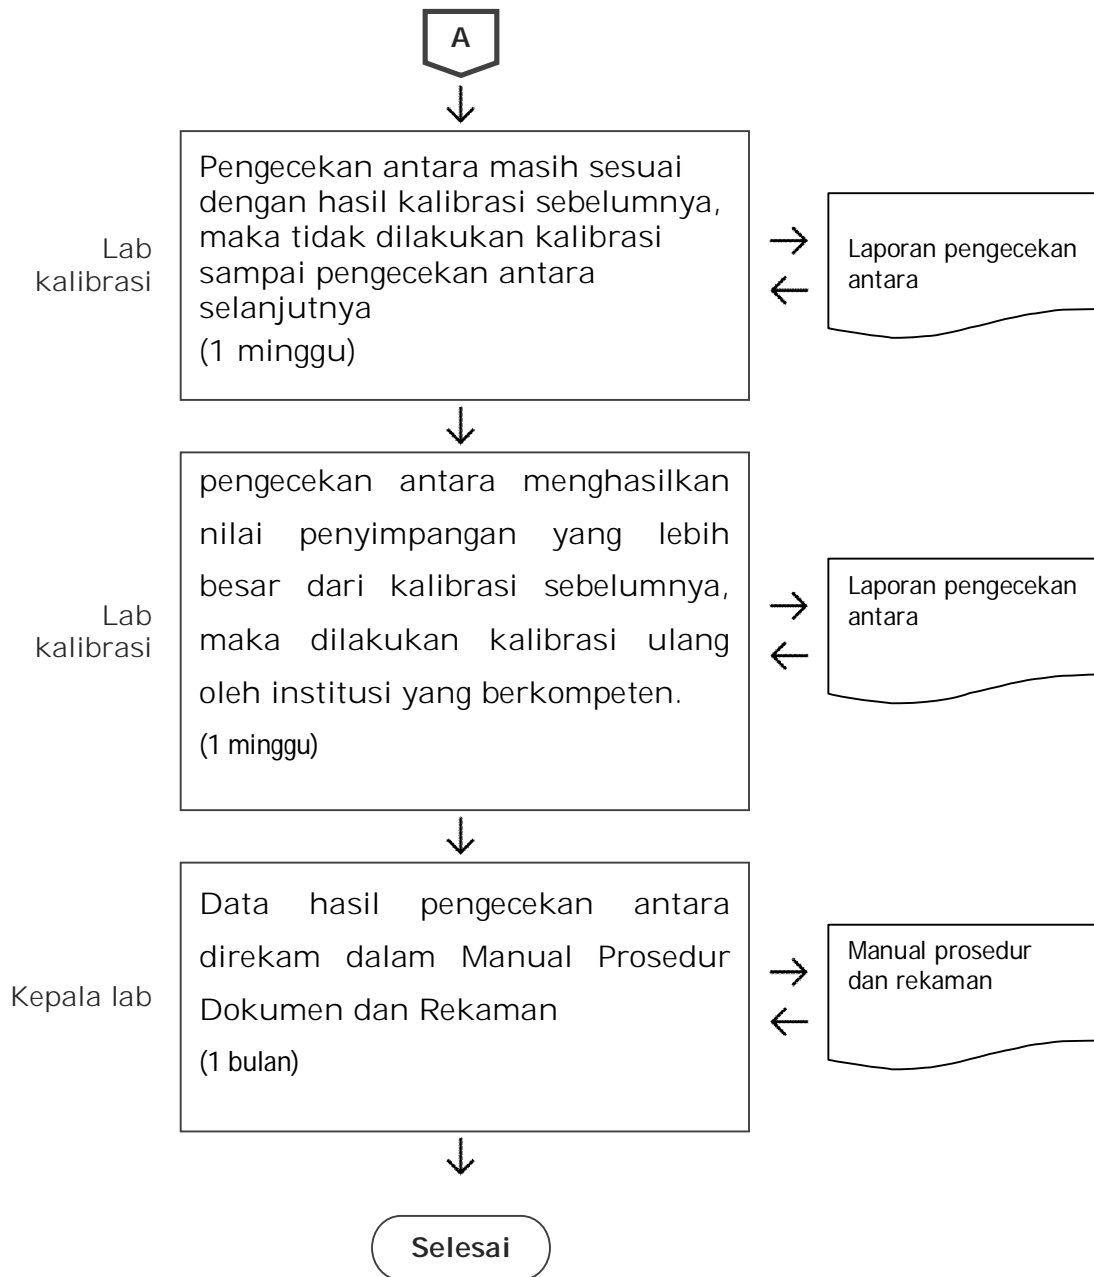 A
Lab
kalibrasi
Pengecekan antara masih sesuai
dengan hasil kalibrasi sebelumnya,
maka tidak dilakukan kalibrasi
sampai pengecekan antara
selanjutnya
(1 minggu)
Laporan pengecekan
antara
Lab
kalibrasi
pengecekan antara menghasilkan
nilai penyimpangan yang lebih
besar dari kalibrasi sebelumnya,
maka dilakukan kalibrasi ulang
oleh institusi yang berkompeten.
(1 minggu)
Laporan pengecekan
antara
Kepala lab
Data hasil pengecekan antara
direkam dalam Manual Prosedur
Dokumen dan Rekaman
(1 bulan)
Manual prosedur
dan rekaman
Selesai